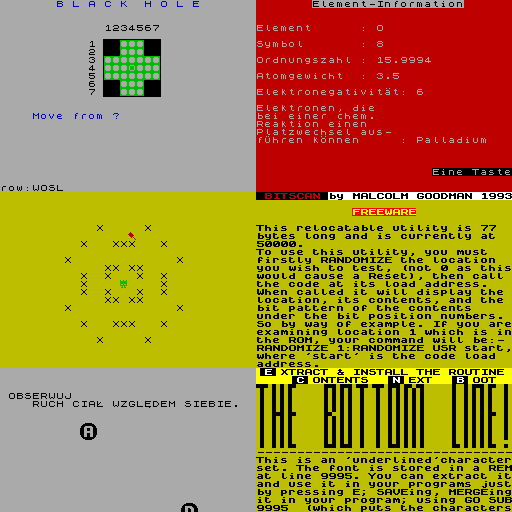 BLACK HOLE
1234567
1
2
3
4
5
6
7
Move from ?
row:WOSL
Element-Information
Element : O
Symbol : 8
Ordnungszahl : 15.9994
Atomgewicht : 3.5
Elektronegativität: 6
Elektronen, die
bei einer chem.
Reaktion einen
Platzwechsel aus-
führen können : Palladium
Eine Taste
BITSCAN by MALCOLM GOODMAN 1993
FREEWARE
This relocatable utility is 77
bytes long and is currently at
50000.
To use this utility, you must
firstly RANDOMIZE the location
you wish to test, (not 0 as this
would cause a Reset), then call
the code at its load address.
When called it will display the
location, its contents, and the
bit pattern of the contents
under the bit position numbers.
So by way of example. If you are
examining location 1 which is in
the ROM, your command will be:-
RANDOMIZE 1:RANDOMIZE USR start,
where 'start' is the code load
address.
OBSERWUJ
RUCH CIAŁ WZGLĘDEM SIEBIE.
A
E XTRACT & INSTALL THE ROUTINE
C ONTENTS N EXT B OOT
THE BOTTOM LINE!
This is an 'underlined'character
set. The font is stored in a REM
at line 9995. You can extract it
and use it in your programs just
by pressing E; SAVEing, MERGEing
it in your program; using GO SUB
9995 (which puts the characters